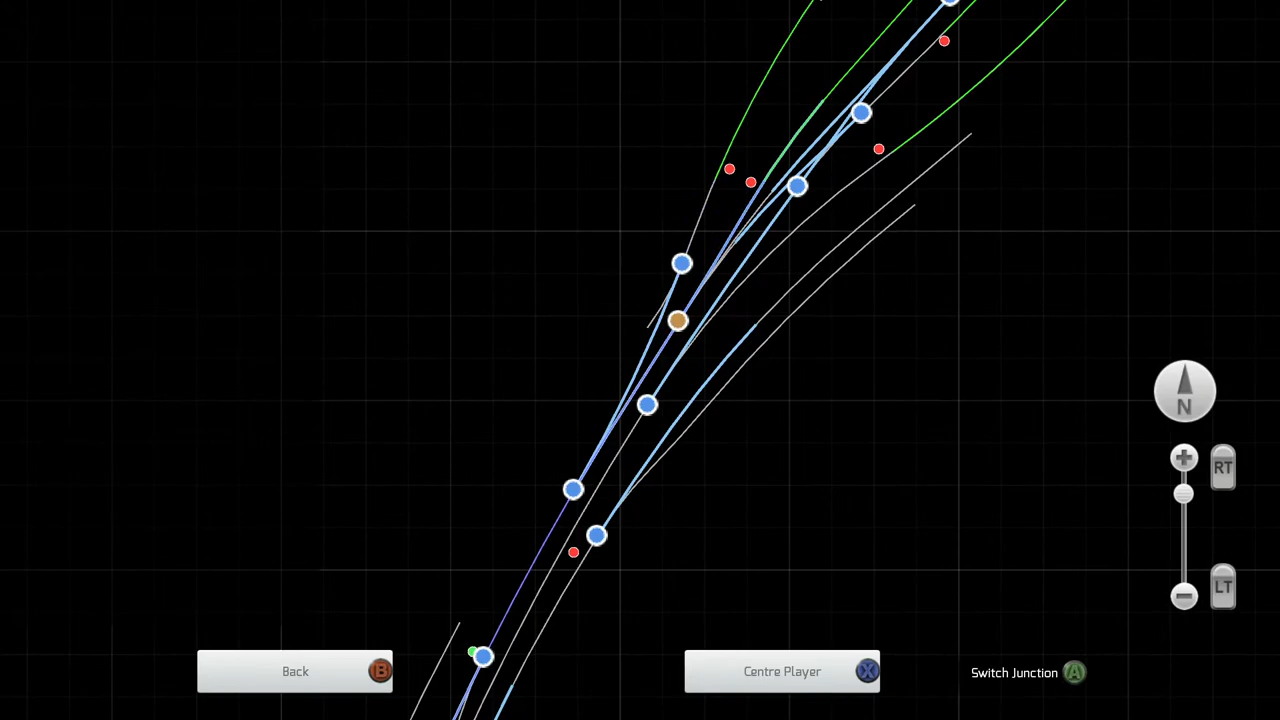 N
RT
LT
Back B
Centre Player X
Switch Junction A